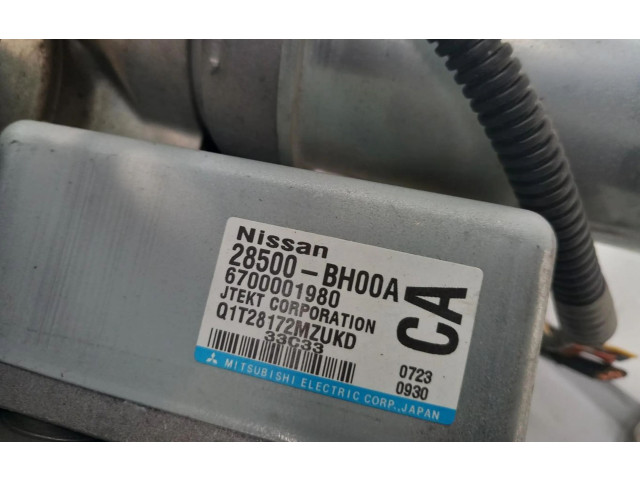 Nissan
28500-BH00A
6700001980
JTEKT CORPORATION
Q1T28172MZUKD
33C33
CA
0723
0930
MITSUBISHI ELECTRIC CORP., JAPAN